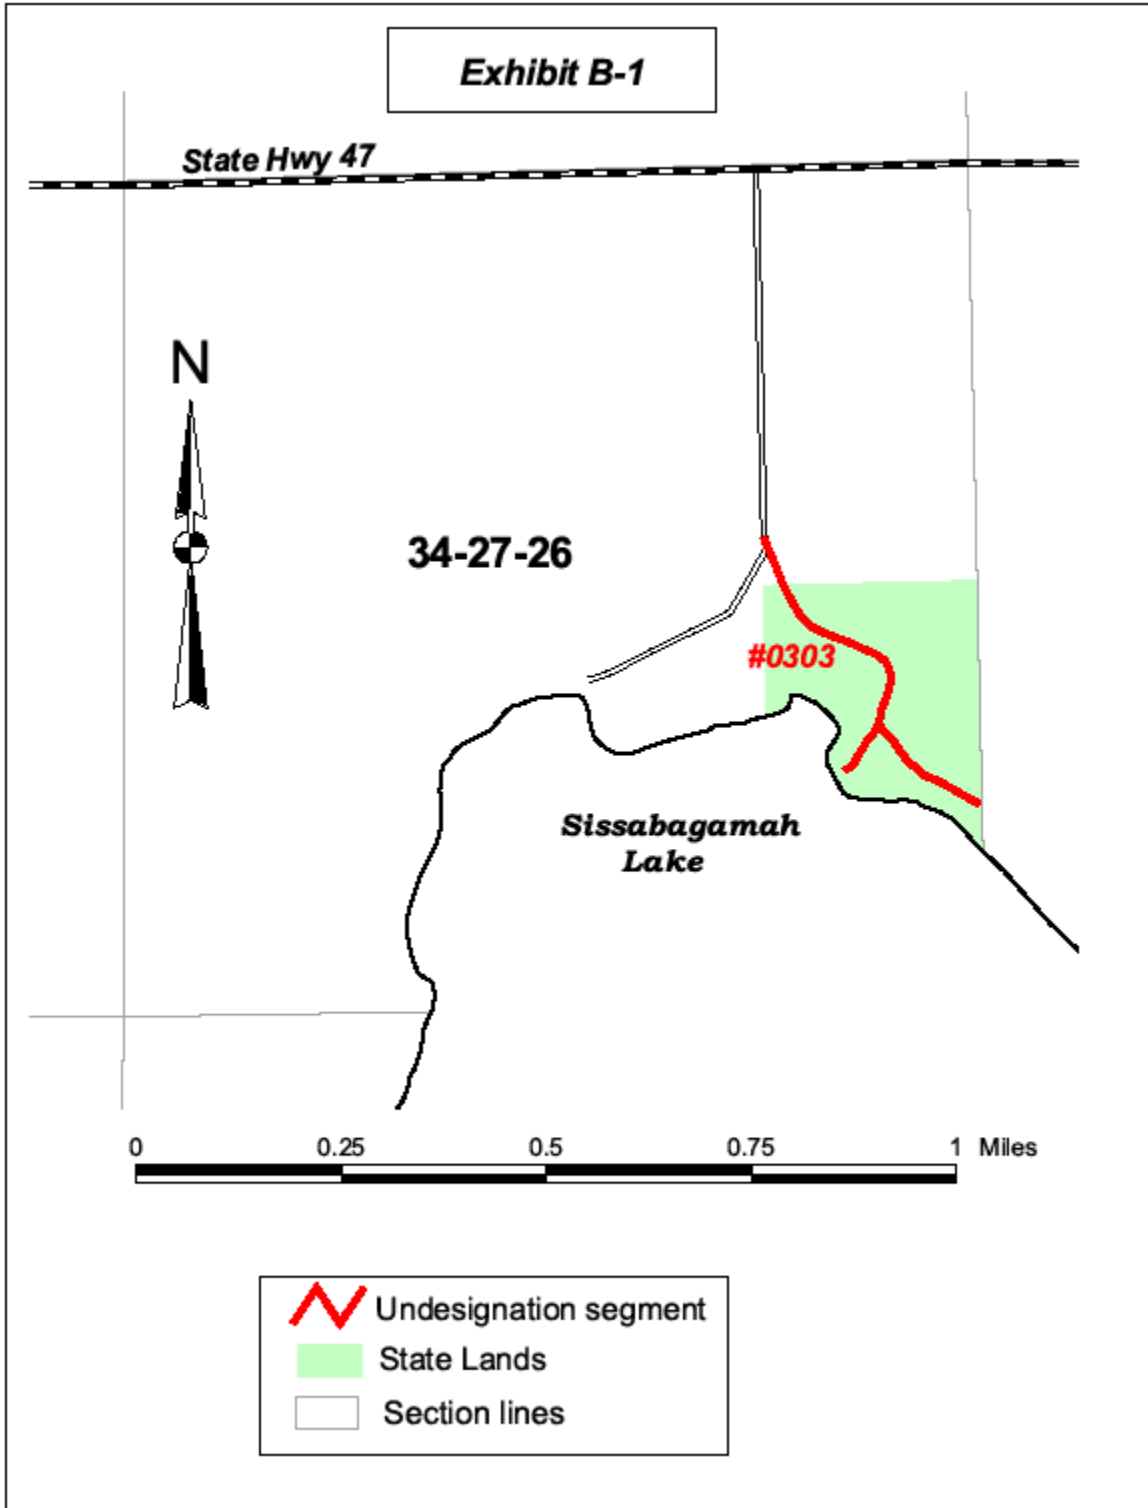 Exhibit B-1
State Hwy 47
N
34-27-26
#0303
Sissabagamah
Lake
0 0.25 0.5 0.75 1 Miles
Undesignation segment
State Lands
Section lines